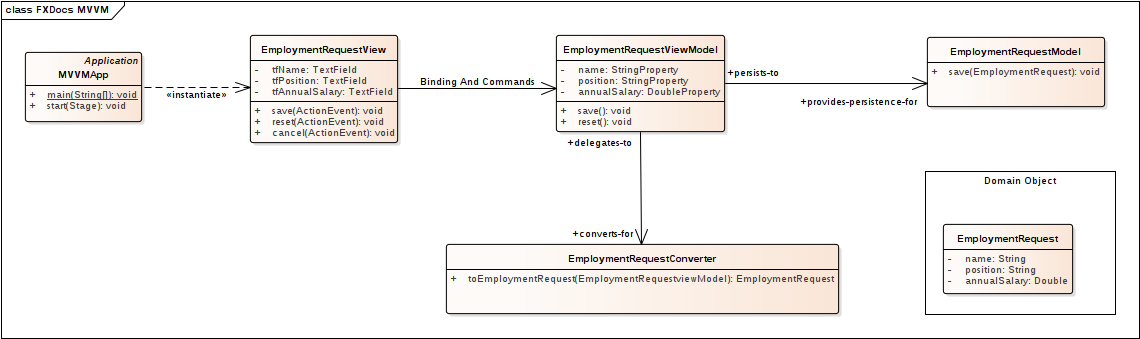 class FXDocs MVVM
Application
MVVMApp
+ main(String[]): void
+ start(Stage): void
«instantiate»
EmploymentRequestView
- tfName: TextField
- tfPosition: TextField
- tfAnnualSalary: TextField
+ save(ActionEvent): void
+ reset(ActionEvent): void
+ cancel(ActionEvent): void
Binding And Commands
EmploymentRequestViewModel
- name: StringProperty
- position: StringProperty
- annualSalary: DoubleProperty
+ save(): void
+ reset(): void
+persists-to
+provides-persistence-for
EmploymentRequestModel
+ save(EmploymentRequest): void
+delegates-to
+converts-for
EmploymentRequestConverter
+ toEmploymentRequest(EmploymentRequestviewModel): EmploymentRequest
Domain Object
EmploymentRequest
- name: String
- position: String
- annualSalary: Double